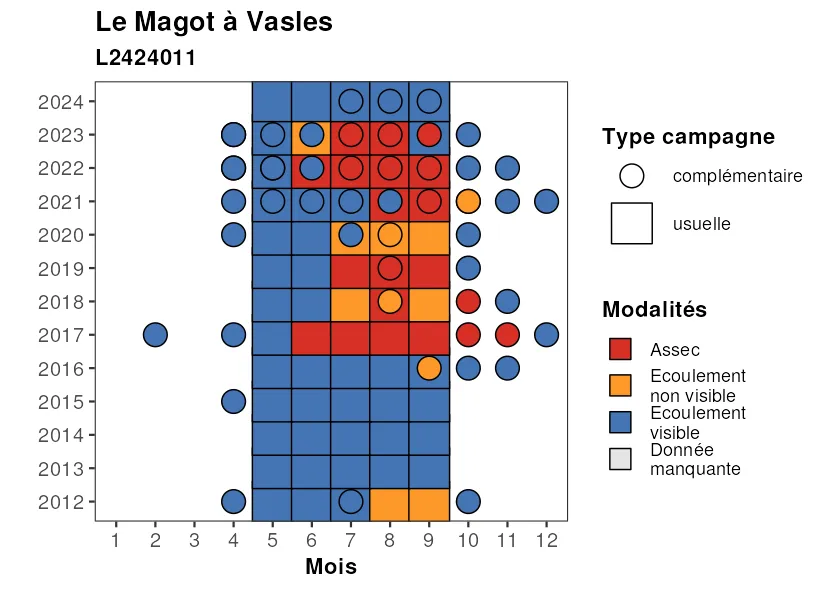 Le Magot à Vasles
L2424011
2024
2023
2022
2021
2020
2019
2018
2017
2016
2015
2014
2013
2012
1 2 3 4 5 6 7 8 9 10 11 12
Mois
Type campagne
complémentaire
usuelle
Modalités
Assec
Ecoulement
non visible
Ecoulement
visible
Donnée
manquante